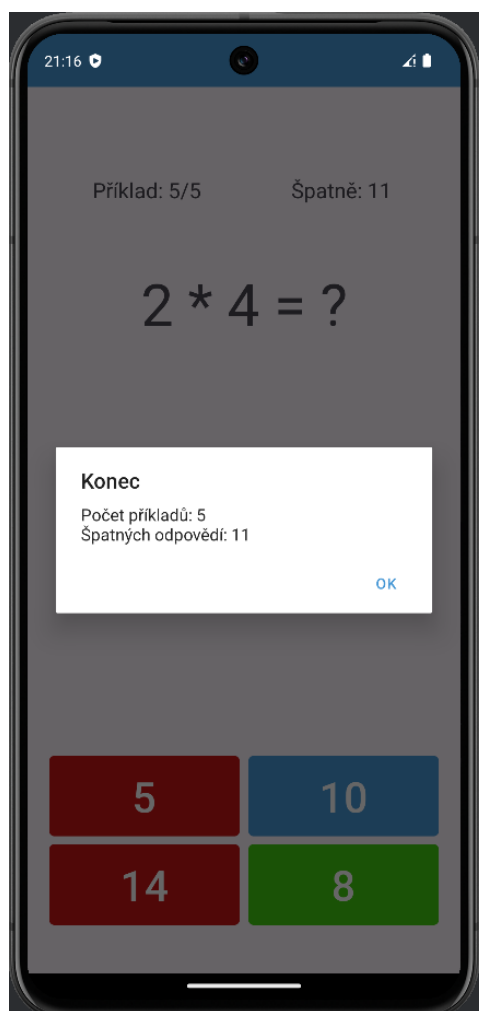 21:16
Příklad: 5/5 Špatně: 11
2 * 4 = ?
Konec
Počet příkladů: 5
Špatných odpovědí: 11
OK
5 10
14 8